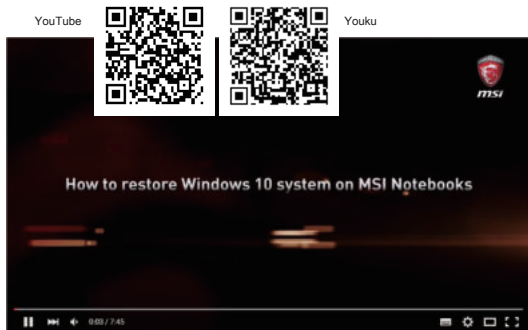 YouTube
Youku
msi
How to restore Windows 10 system on MSI Notebooks
0:03 / 7:45